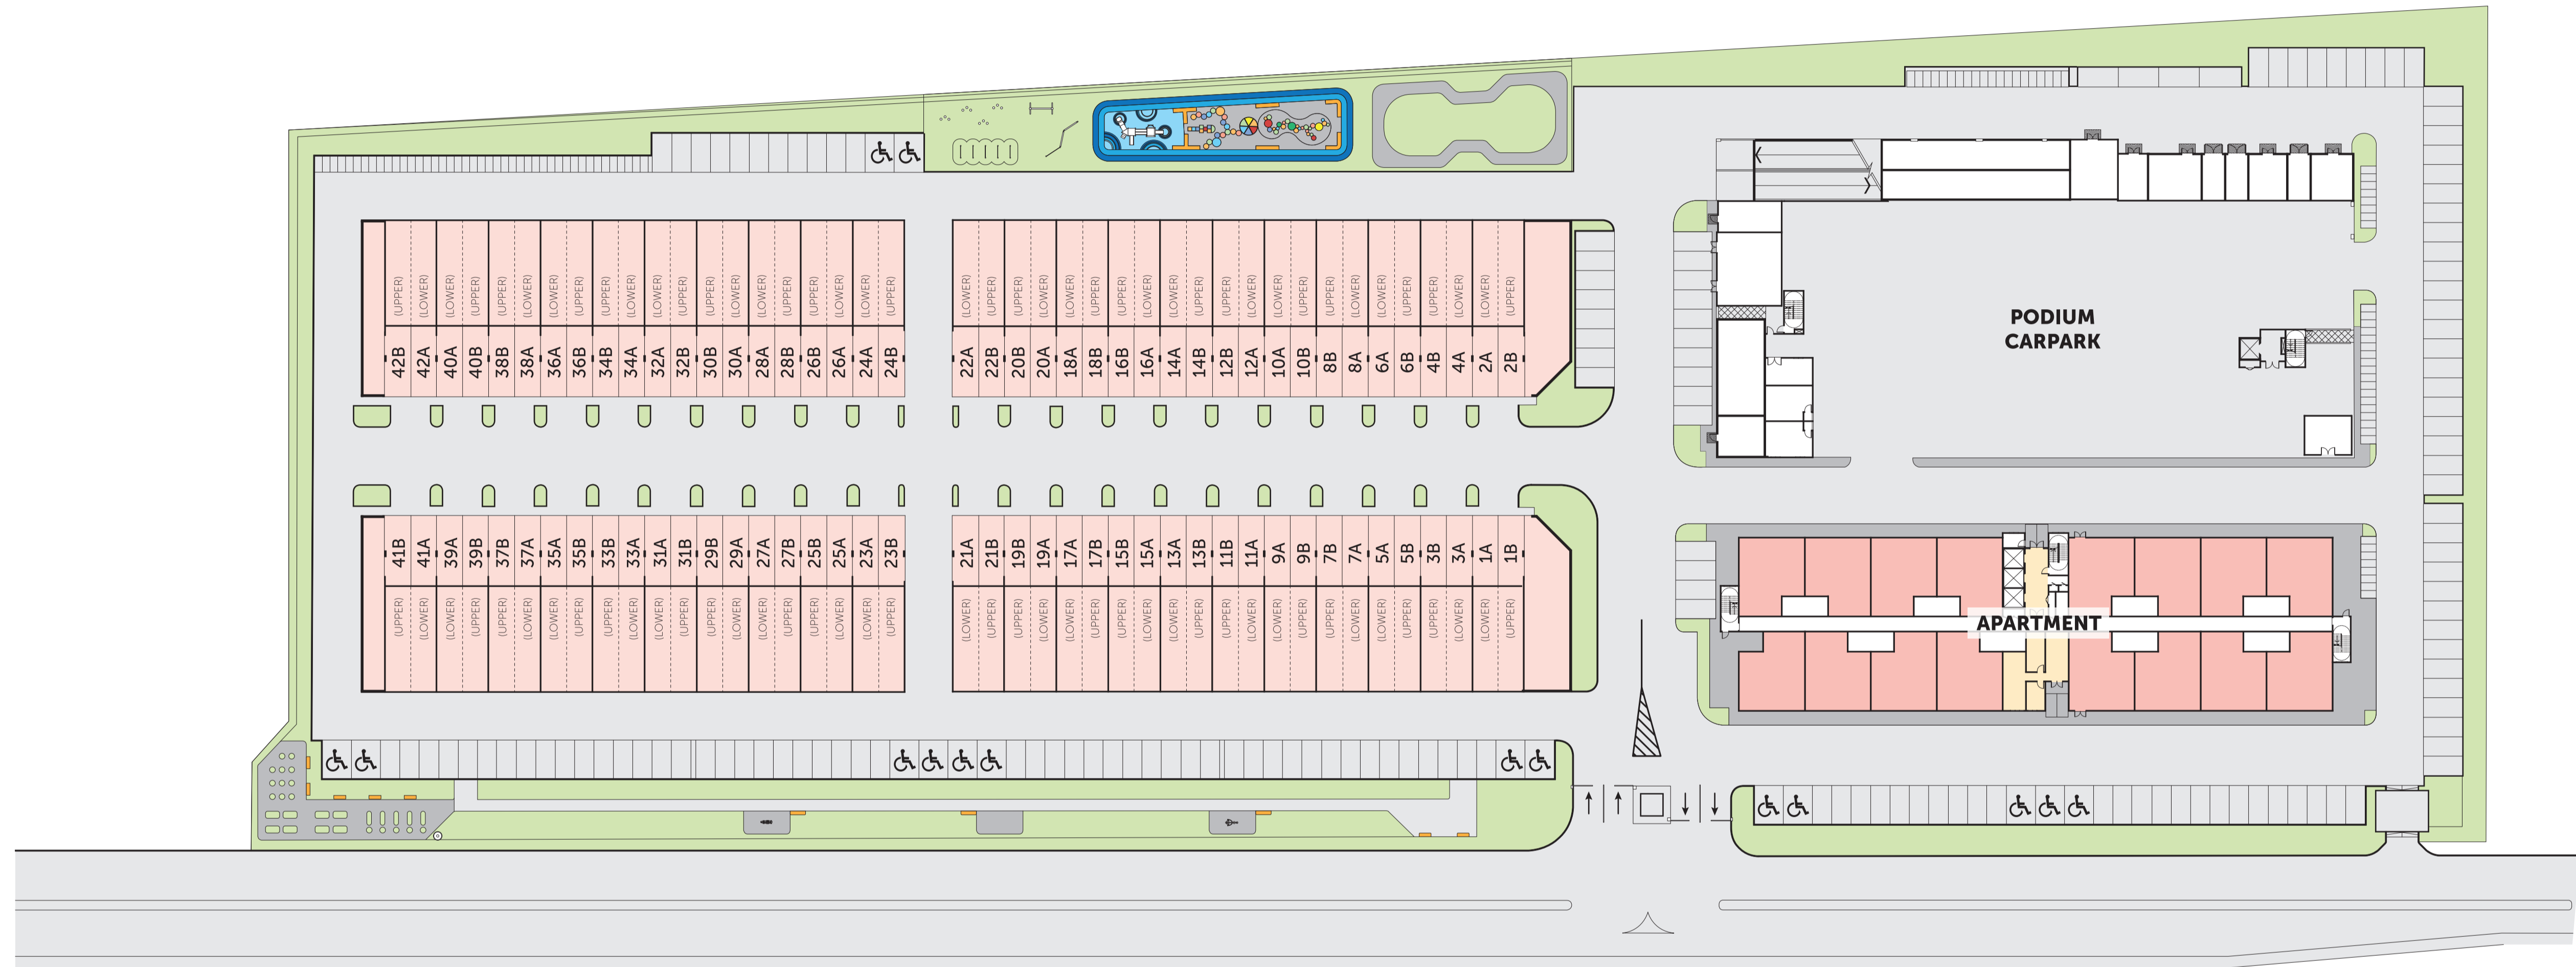 42B (UPPER)
42A (LOWER)
40A (LOWER)
40B (UPPER)
38B (UPPER)
38A (LOWER)
36A (LOWER)
36B (UPPER)
34B (UPPER)
34A (LOWER)
32A (LOWER)
32B (UPPER)
30B (UPPER)
30A (LOWER)
28A (LOWER)
28B (UPPER)
26B (UPPER)
26A (LOWER)
24A (LOWER)
24B (UPPER)
22A (LOWER)
22B (UPPER)
20B (UPPER)
20A (LOWER)
18A (LOWER)
18B (UPPER)
16B (UPPER)
16A (LOWER)
14A (LOWER)
14B (UPPER)
12B (UPPER)
12A (LOWER)
10A (LOWER)
10B (UPPER)
8B (UPPER)
8A (LOWER)
6A (LOWER)
6B (UPPER)
4B (UPPER)
4A (LOWER)
2A (LOWER)
2B (UPPER)
PODIUM
CARPARK
(UPPER) 41B
(LOWER) 41A
(LOWER) 39A
(UPPER) 39B
(UPPER) 37B
(LOWER) 37A
(LOWER) 35A
(UPPER) 35B
(UPPER) 33B
(LOWER) 33A
(LOWER) 31A
(UPPER) 31B
(UPPER) 29B
(LOWER) 29A
(LOWER) 27A
(UPPER) 27B
(UPPER) 25B
(LOWER) 25A
(LOWER) 23A
(UPPER) 23B
(LOWER) 21A
(UPPER) 21B
(UPPER) 19B
(LOWER) 19A
(LOWER) 17A
(UPPER) 17B
(UPPER) 15B
(LOWER) 15A
(LOWER) 13A
(UPPER) 13B
(UPPER) 11B
(LOWER) 11A
(LOWER) 9A
(UPPER) 9B
(UPPER) 7B
(LOWER) 7A
(LOWER) 5A
(UPPER) 5B
(UPPER) 3B
(LOWER) 3A
(LOWER) 1A
(UPPER) 1B
APARTMENT